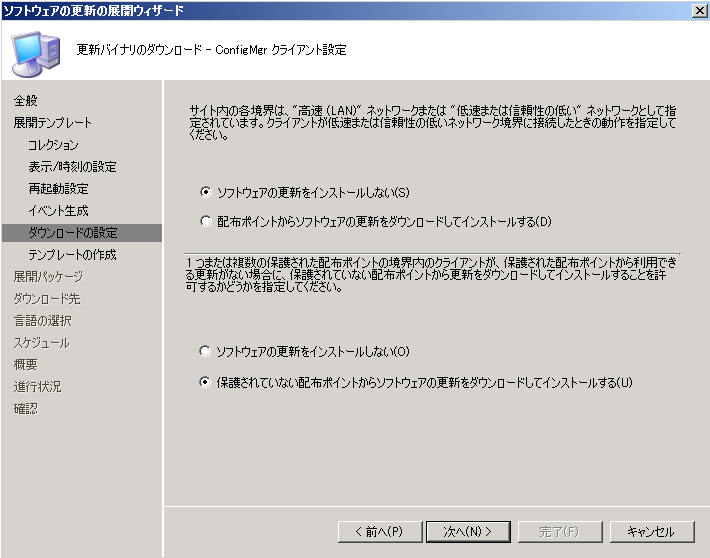 ソフトウェアの更新の展開ウィザード
更新バイナリのダウンロード - ConfigMgr クライアント設定
全般
展開テンプレート
コレクション
表示/時刻の設定
再起動設定
イベント生成
ダウンロードの設定
テンプレートの作成
展開パッケージ
ダウンロード先
言語の選択
スケジュール
概要
進行状況
確認
サイト内の各境界は、"高速 (LAN)" ネットワークまたは "低速または信頼性の低い" ネットワークとして指
定されています。クライアントが低速または信頼性の低いネットワーク境界に接続したときの動作を指定して
ください。
ソフトウェアの更新をインストールしない(S)
配布ポイントからソフトウェアの更新をダウンロードしてインストールする(D)
1 つまたは複数の保護された配布ポイントの境界内のクライアントが、保護された配布ポイントから利用でき
る更新がない場合に、保護されていない配布ポイントから更新をダウンロードしてインストールすることを許
可するかどうかを指定してください。
ソフトウェアの更新をインストールしない(O)
保護されていない配布ポイントからソフトウェアの更新をダウンロードしてインストールする(U)
< 前へ(P)
次へ(N) >
完了(F)
キャンセル